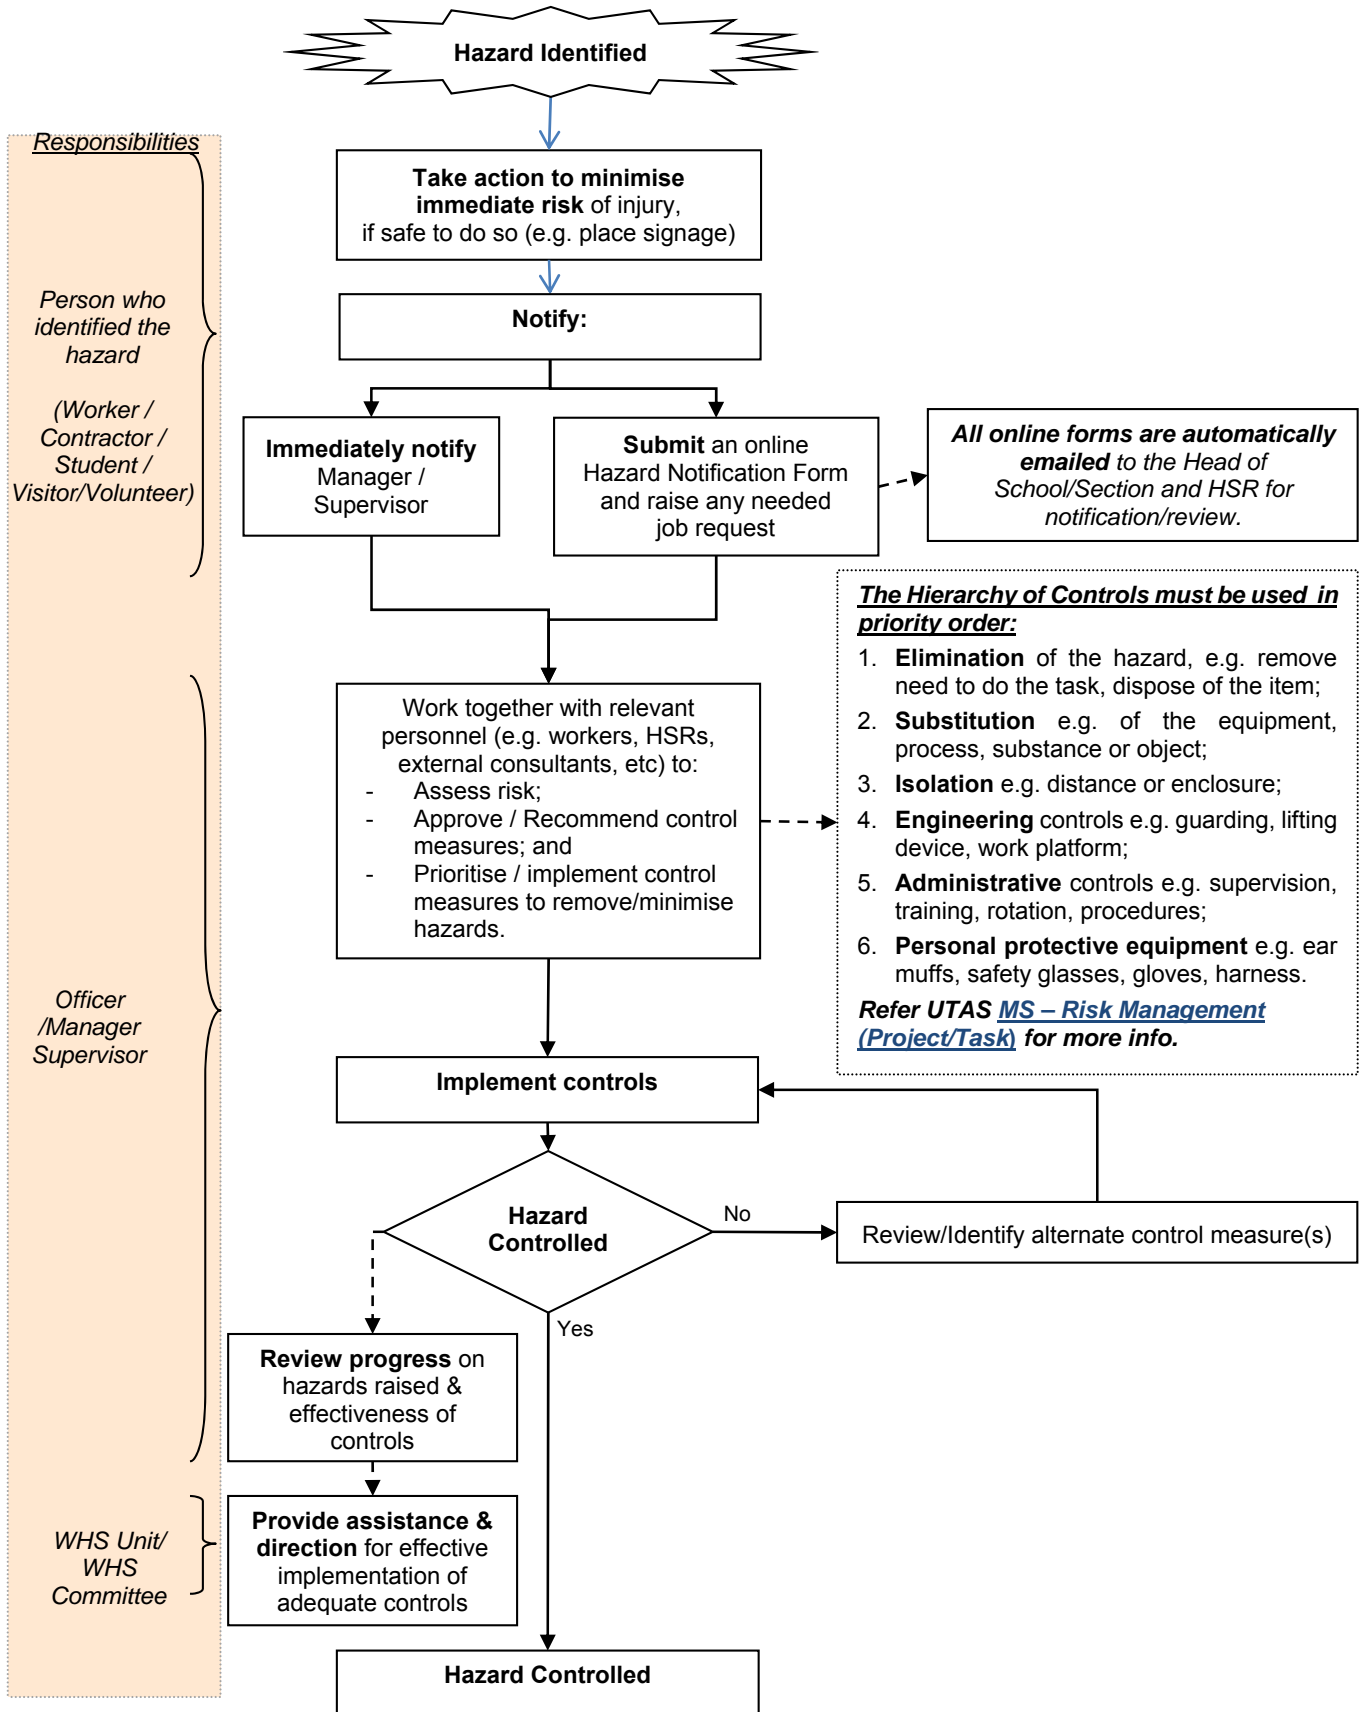 Hazard Identified
Responsibilities
Take action to minimise
immediate risk of injury,
if safe to do so (e.g. place signage)
Person who
identified the
hazard
(Worker /
Contractor /
Student /
Visitor/Volunteer)
Notify:
Immediately notify
Manager /
Supervisor
Submit an online
Hazard Notification Form
and raise any needed
job request
All online forms are automatically
emailed to the Head of
School/Section and HSR for
notification/review.
The Hierarchy of Controls must be used in
priority order:
1. Elimination of the hazard, e.g. remove
need to do the task, dispose of the item;
2. Substitution e.g. of the equipment,
process, substance or object;
3. Isolation e.g. distance or enclosure;
4. Engineering controls e.g. guarding, lifting
device, work platform;
5. Administrative controls e.g. supervision,
training, rotation, procedures;
6. Personal protective equipment e.g. ear
muffs, safety glasses, gloves, harness.
Refer UTAS MS – Risk Management
(Project/Task) for more info.
Work together with relevant
personnel (e.g. workers, HSRs,
external consultants, etc) to:
- Assess risk;
- Approve / Recommend control
measures; and
- Prioritise / implement control
measures to remove/minimise
hazards.
Officer
/Manager
Supervisor
Implement controls
Hazard
Controlled
No
Review/Identify alternate control measure(s)
Yes
Review progress on
hazards raised &
effectiveness of
controls
WHS Unit/
WHS
Committee
Provide assistance &
direction for effective
implementation of
adequate controls
Hazard Controlled